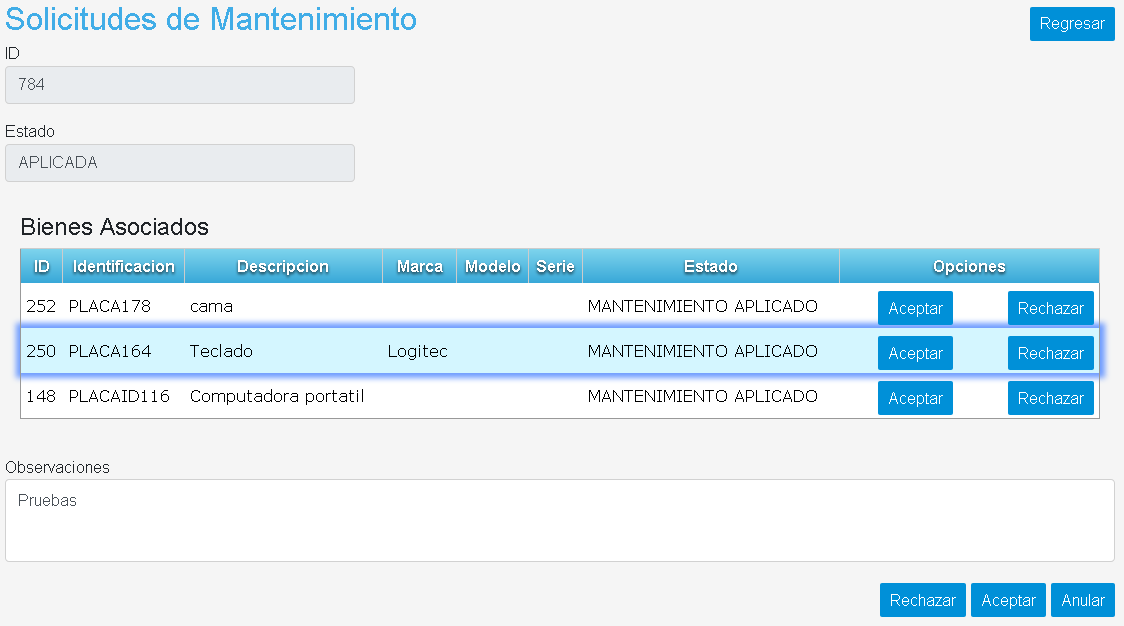 Solicitudes de Mantenimiento Regresar
ID
784
Estado
APLICADA
Bienes Asociados
ID Identificacion Descripcion Marca Modelo Serie Estado Opciones
252 PLACA178 cama MANTENIMIENTO APLICADO Aceptar Rechazar
250 PLACA164 Teclado Logitec MANTENIMIENTO APLICADO Aceptar Rechazar
148 PLACAID116 Computadora portatil MANTENIMIENTO APLICADO Aceptar Rechazar
Observaciones
Pruebas
Rechazar Aceptar Anular